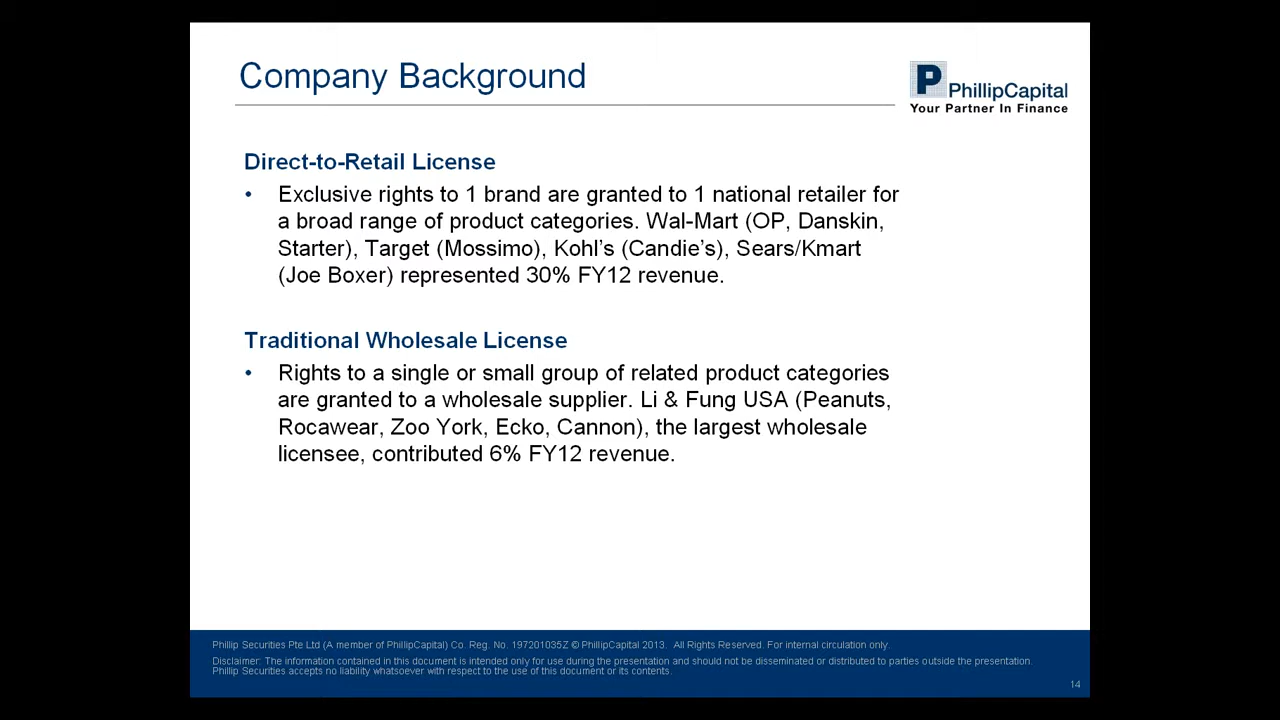 Company Background
P PhillipCapital
Your Partner In Finance
Direct-to-Retail License
• Exclusive rights to 1 brand are granted to 1 national retailer for
a broad range of product categories. Wal-Mart (OP, Danskin,
Starter), Target (Mossimo), Kohl's (Candie's), Sears/Kmart
(Joe Boxer) represented 30% FY12 revenue.
Traditional Wholesale License
• Rights to a single or small group of related product categories
are granted to a wholesale supplier. Li & Fung USA (Peanuts,
Rocawear, Zoo York, Ecko, Cannon), the largest wholesale
licensee, contributed 6% FY12 revenue.
Phillip Securities Pte Ltd (A member of PhillipCapital) Co. Reg. No. 197201035Z © PhillipCapital 2013. All Rights Reserved. For internal circulation only.
Disclaimer: The information contained in this document is intended only for use during the presentation and should not be disseminated or distributed to parties outside the presentation.
Phillip Securities accepts no liability whatsoever with respect to the use of this document or its contents.
14